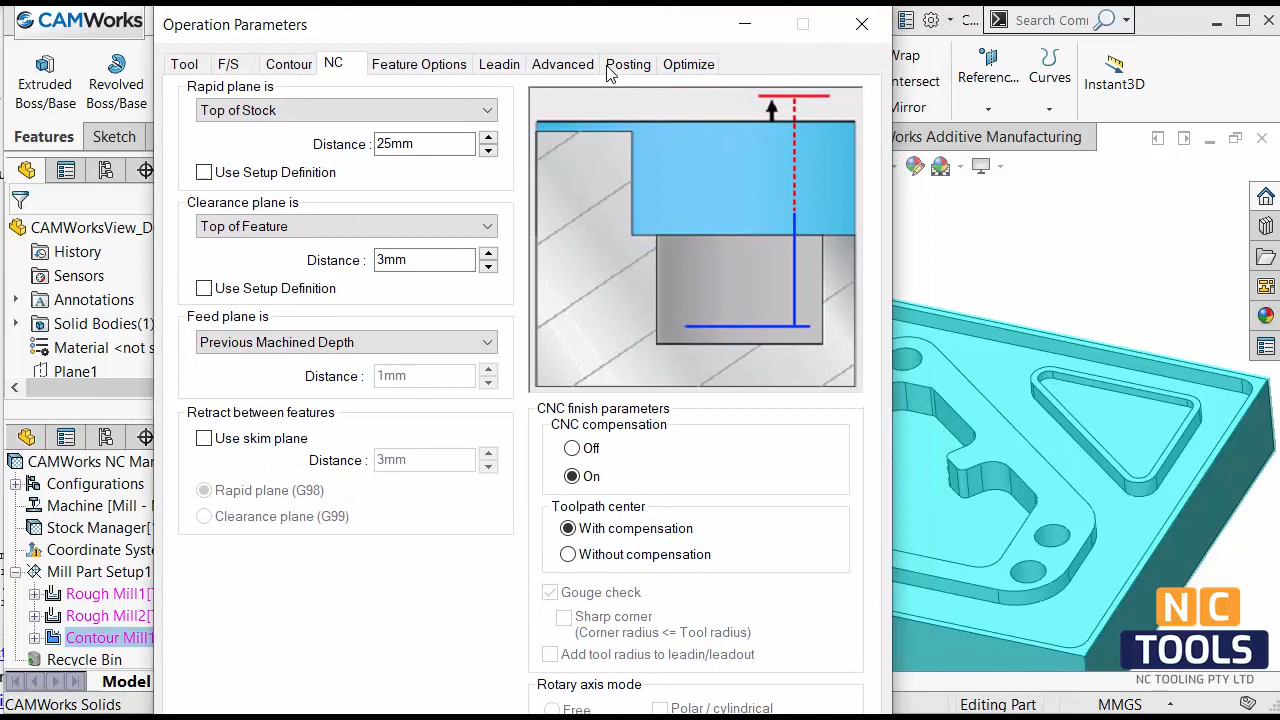 CAMWorks
Operation Parameters
C...
Search Comi
Extruded
Boss/Base
Revolved
Boss/Base
Features
Sketch
Tool
F/S
Contour
NC
Feature Options
Leadin
Advanced
Posting
Optimize
Wrap
Intersect
Mirror
Referenc...
Curves
Instant3D
Works Additive Manufacturing
Rapid plane is
Top of Stock
Distance :
25mm
Use Setup Definition
Clearance plane is
Top of Feature
Distance :
3mm
Use Setup Definition
Feed plane is
Previous Machined Depth
Distance :
1mm
Retract between features
Use skim plane
Distance :
3mm
Rapid plane (G98)
Clearance plane (G99)
CNC finish parameters
CNC compensation
Off
On
Toolpath center
With compensation
Without compensation
Gouge check
Sharp corner
(Corner radius <= Tool radius)
Add tool radius to leadin/leadout
Rotary axis mode
Free
Polar / cylindrical
CAMWorksView_D
History
Sensors
Annotations
Solid Bodies(1)
Material <not s
Plane1
CAMWorks NC Mar
Configurations
Machine [Mill -
Stock Manager[
Coordinate Syst
Mill Part Setup1
Rough Mill1[
Rough Mill2[
Contour Mill1
Recycle Bin
Model
CAMWorks Solids
NC
TOOLS
NC TOOLING PTY LTD
Editing Part
MMGS